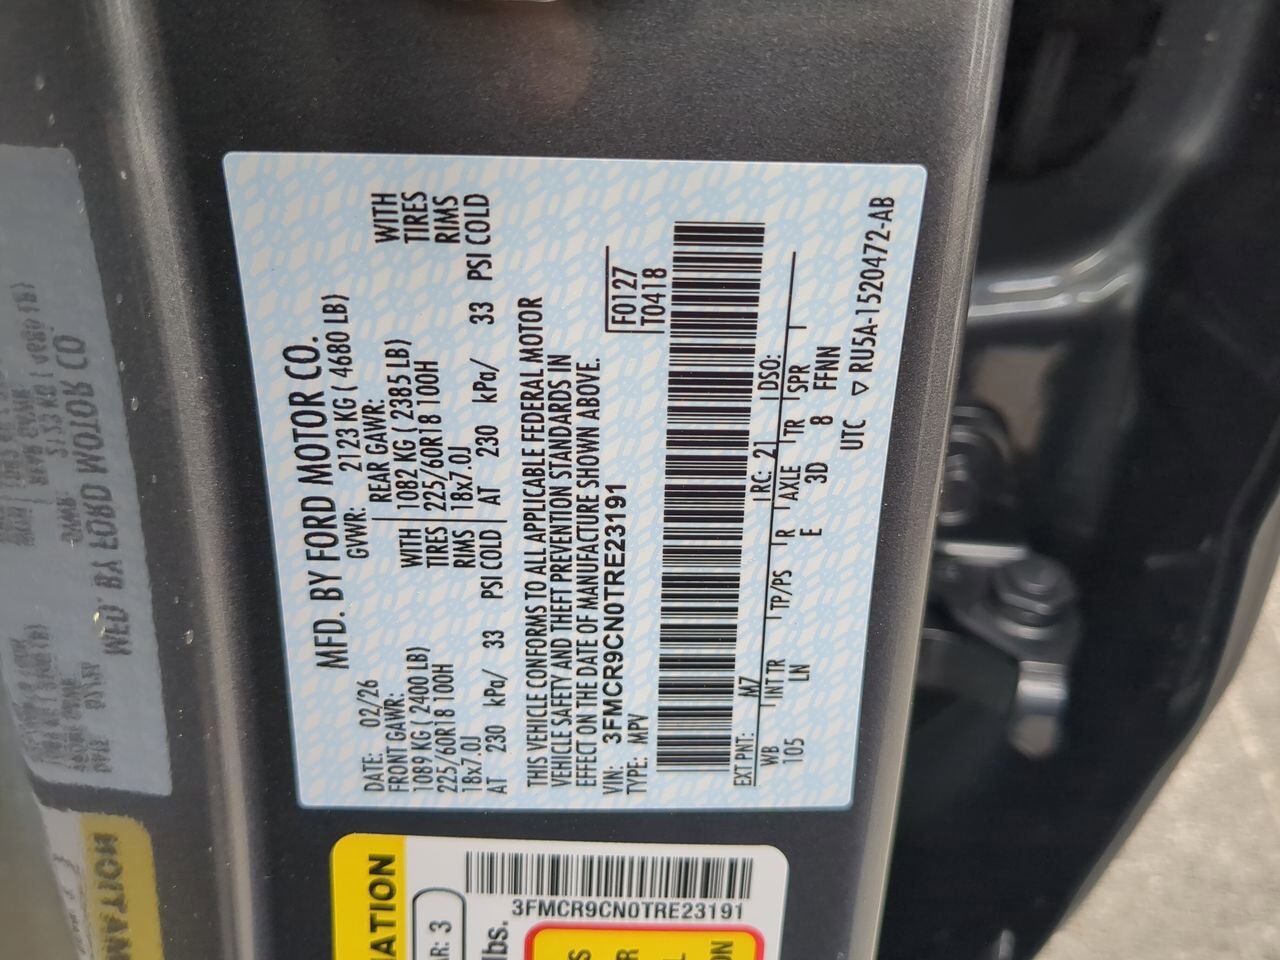 MFD. BY FORD MOTOR CO.
DATE: 02/26 GVWR: 2123 KG ( 4680 LB)
FRONT GAWR: REAR GAWR:
1089 KG ( 2400 LB) WITH 1082 KG ( 2385 LB) WITH
225/60R18 100H TIRES 225/60R18 100H TIRES
18x7.0J RIMS 18x7.0J RIMS
AT 230 kPa/ 33 PSI COLD AT 230 kPa/ 33 PSI COLD
THIS VEHICLE CONFORMS TO ALL APPLICABLE FEDERAL MOTOR
VEHICLE SAFETY AND THEFT PREVENTION STANDARDS IN
EFFECT ON THE DATE OF MANUFACTURE SHOWN ABOVE.
VIN: 3FMCR9CN0TRE23191 F0127
TYPE: MPV T0418
EXT PNT: M7 RC: 21 DSO:
WB INT TR TP/PS R AXLE TR SPR
105 LN E 3D 8 FFNN
UTC ▽ RU5A-1520472-AB
MATION
AR: 3
lbs.
3FMCR9CN0TRE23191